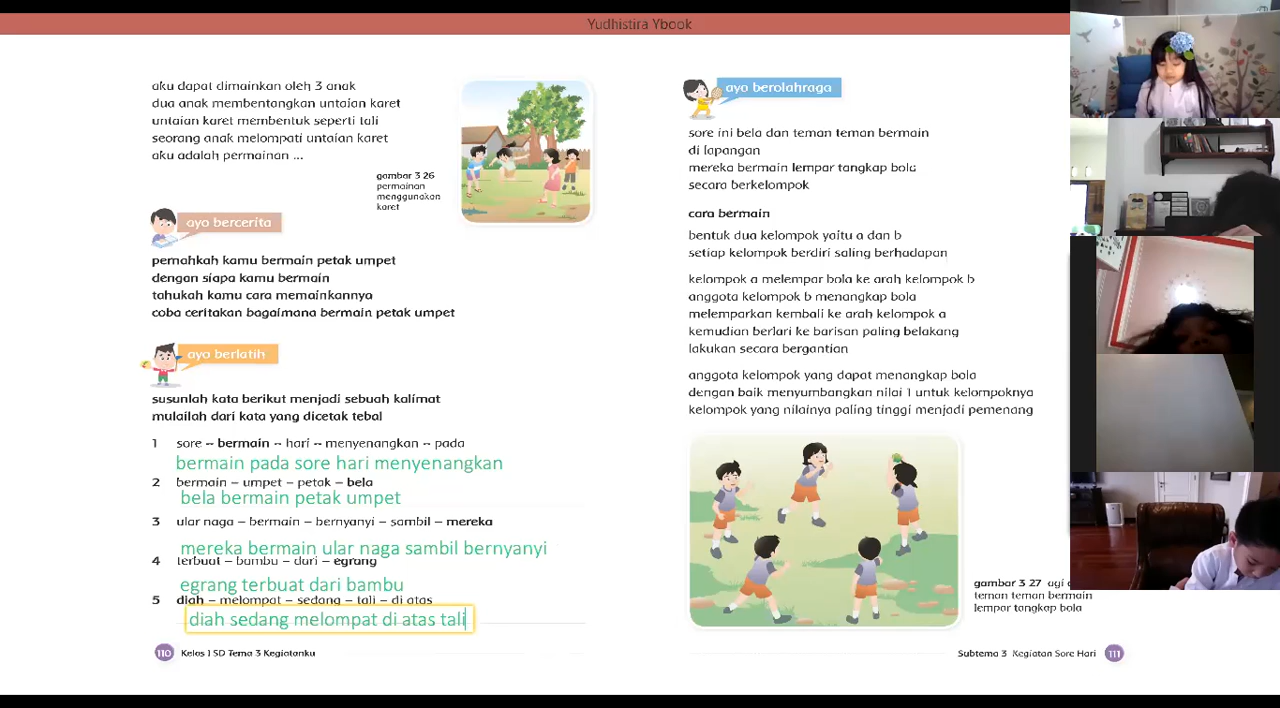 Yudhistira Ybook
aku dapat dimainkan oleh 3 anak
dua anak membentangkan untaian karet
untaian karet membentuk seperti tali
seorang anak melompati untaian karet
aku adalah permainan ...
gambar 3 26
permainan
menggunakan
karet
ayo bercerita
pernahkah kamu bermain petak umpet
dengan siapa kamu bermain
tahukah kamu cara memainkannya
coba ceritakan bagaimana bermain petak umpet
ayo berlatih
susunlah kata berikut menjadi sebuah kalimat
mulailah dari kata yang dicetak tebal
1 sore -- bermain -- hari -- menyenangkan -- pada
bermain pada sore hari menyenangkan
2 bermain – umpet – petak – bela
bela bermain petak umpet
3 ular naga – bermain – bernyanyi – sambil – mereka
mereka bermain ular naga sambil bernyanyi
4 terbuat – bambu – dari – egrang
egrang terbuat dari bambu
5 diah – melompat – sedang – tali – di atas
diah sedang melompat di atas tali
110 Kelas I SD Tema 3 Kegiatanku
ayo berolahraga
sore ini bela dan teman teman bermain
di lapangan
mereka bermain lempar tangkap bola
secara berkelompok
cara bermain
bentuk dua kelompok yaitu a dan b
setiap kelompok berdiri saling berhadapan
kelompok a melempar bola ke arah kelompok b
anggota kelompok b menangkap bola
melemparkan kembali ke arah kelompok a
kemudian berlari ke barisan paling belakang
lakukan secara bergantian
anggota kelompok yang dapat menangkap bola
dengan baik menyumbangkan nilai 1 untuk kelompoknya
kelompok yang nilainya paling tinggi menjadi pemenang
gambar 3 27
teman teman bermain
lempar tangkap bola
Subtema 3 Kegiatan Sore Hari 111